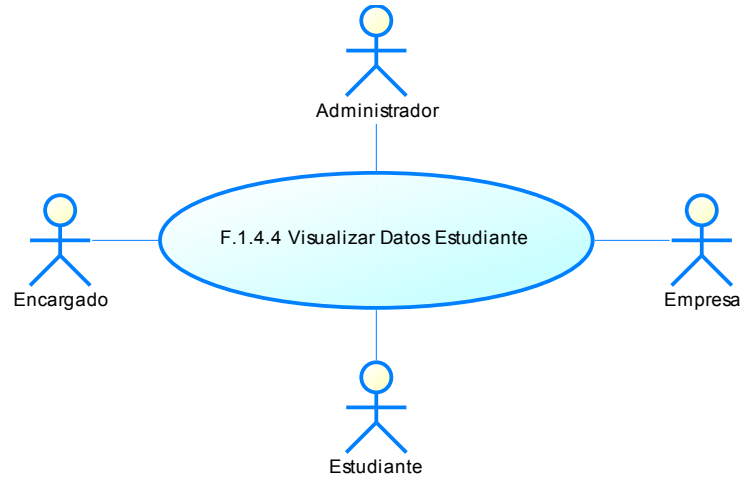 Administrador
F.1.4.4 Visualizar Datos Estudiante
Encargado
Empresa
Estudiante